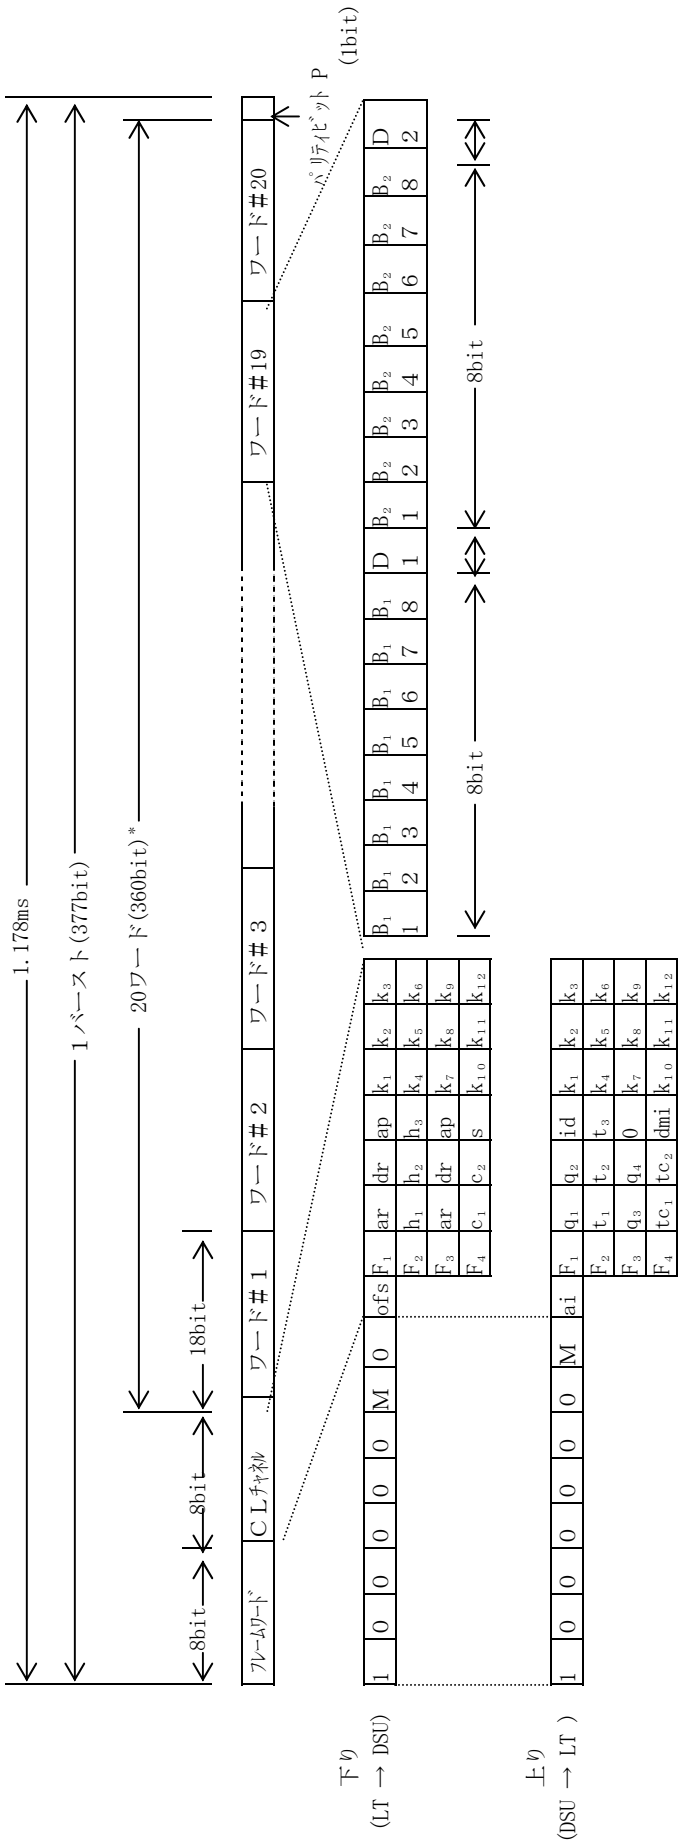 1.178ms
1バースト(377bit)
20ワード(360bit)*
8bit 8bit 18bit
フレームワード CLチャネル ワード#1 ワード#2 ワード#3 ワード#19 ワード#20
パリティビット P
(1bit)
下り
(LT → DSU)
1 0 0 0 0 0 M 0 ofs F₁ ar dr ap k₁ k₂ k₃
F₂ h₁ h₂ h₃ k₄ k₅ k₆
F₃ ar dr ap k₇ k₈ k₉
F₄ c₁ c₂ s k₁₀ k₁₁ k₁₂
B₁ B₁ B₁ B₁ B₁ B₁ B₁ B₁ D B₂ B₂ B₂ B₂ B₂ B₂ B₂ B₂ D
1 2 3 4 5 6 7 8 1 1 2 3 4 5 6 7 8 2
8bit 8bit
上り
(DSU → LT )
1 0 0 0 0 0 0 M ai F₁ q₁ q₂ id k₁ k₂ k₃
F₂ t₁ t₂ t₃ k₄ k₅ k₆
F₃ q₃ q₄ 0 k₇ k₈ k₉
F₄ tc₁ tc₂ dmi k₁₀ k₁₁ k₁₂